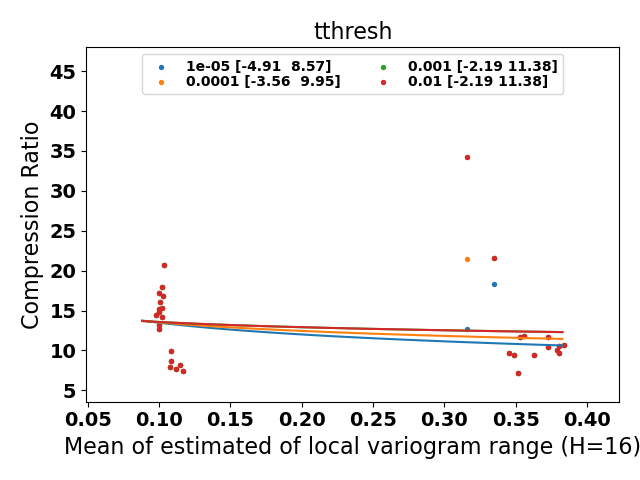 tthresh
1e-05 [-4.91  8.57]
0.0001 [-3.56  9.95]
0.001 [-2.19 11.38]
0.01 [-2.19 11.38]
Compression Ratio
45
40
35
30
25
20
15
10
5
0.05 0.10 0.15 0.20 0.25 0.30 0.35 0.40
Mean of estimated of local variogram range (H=16)